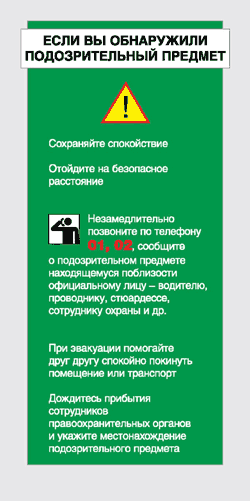 ЕСЛИ ВЫ ОБНАРУЖИЛИ
ПОДОЗРИТЕЛЬНЫЙ ПРЕДМЕТ
!
Сохраняйте спокойствие
Отойдите на безопасное
расстояние
Незамедлительно
позвоните по телефону
01, 02, сообщите
о подозрительном предмете
находящемуся поблизости
официальному лицу – водителю,
проводнику, стюардессе,
сотруднику охраны и др.
При эвакуации помогайте
друг другу спокойно покинуть
помещение или транспорт
Дождитесь прибытия
сотрудников
правоохранительных органов
и укажите местонахождение
подозрительного предмета